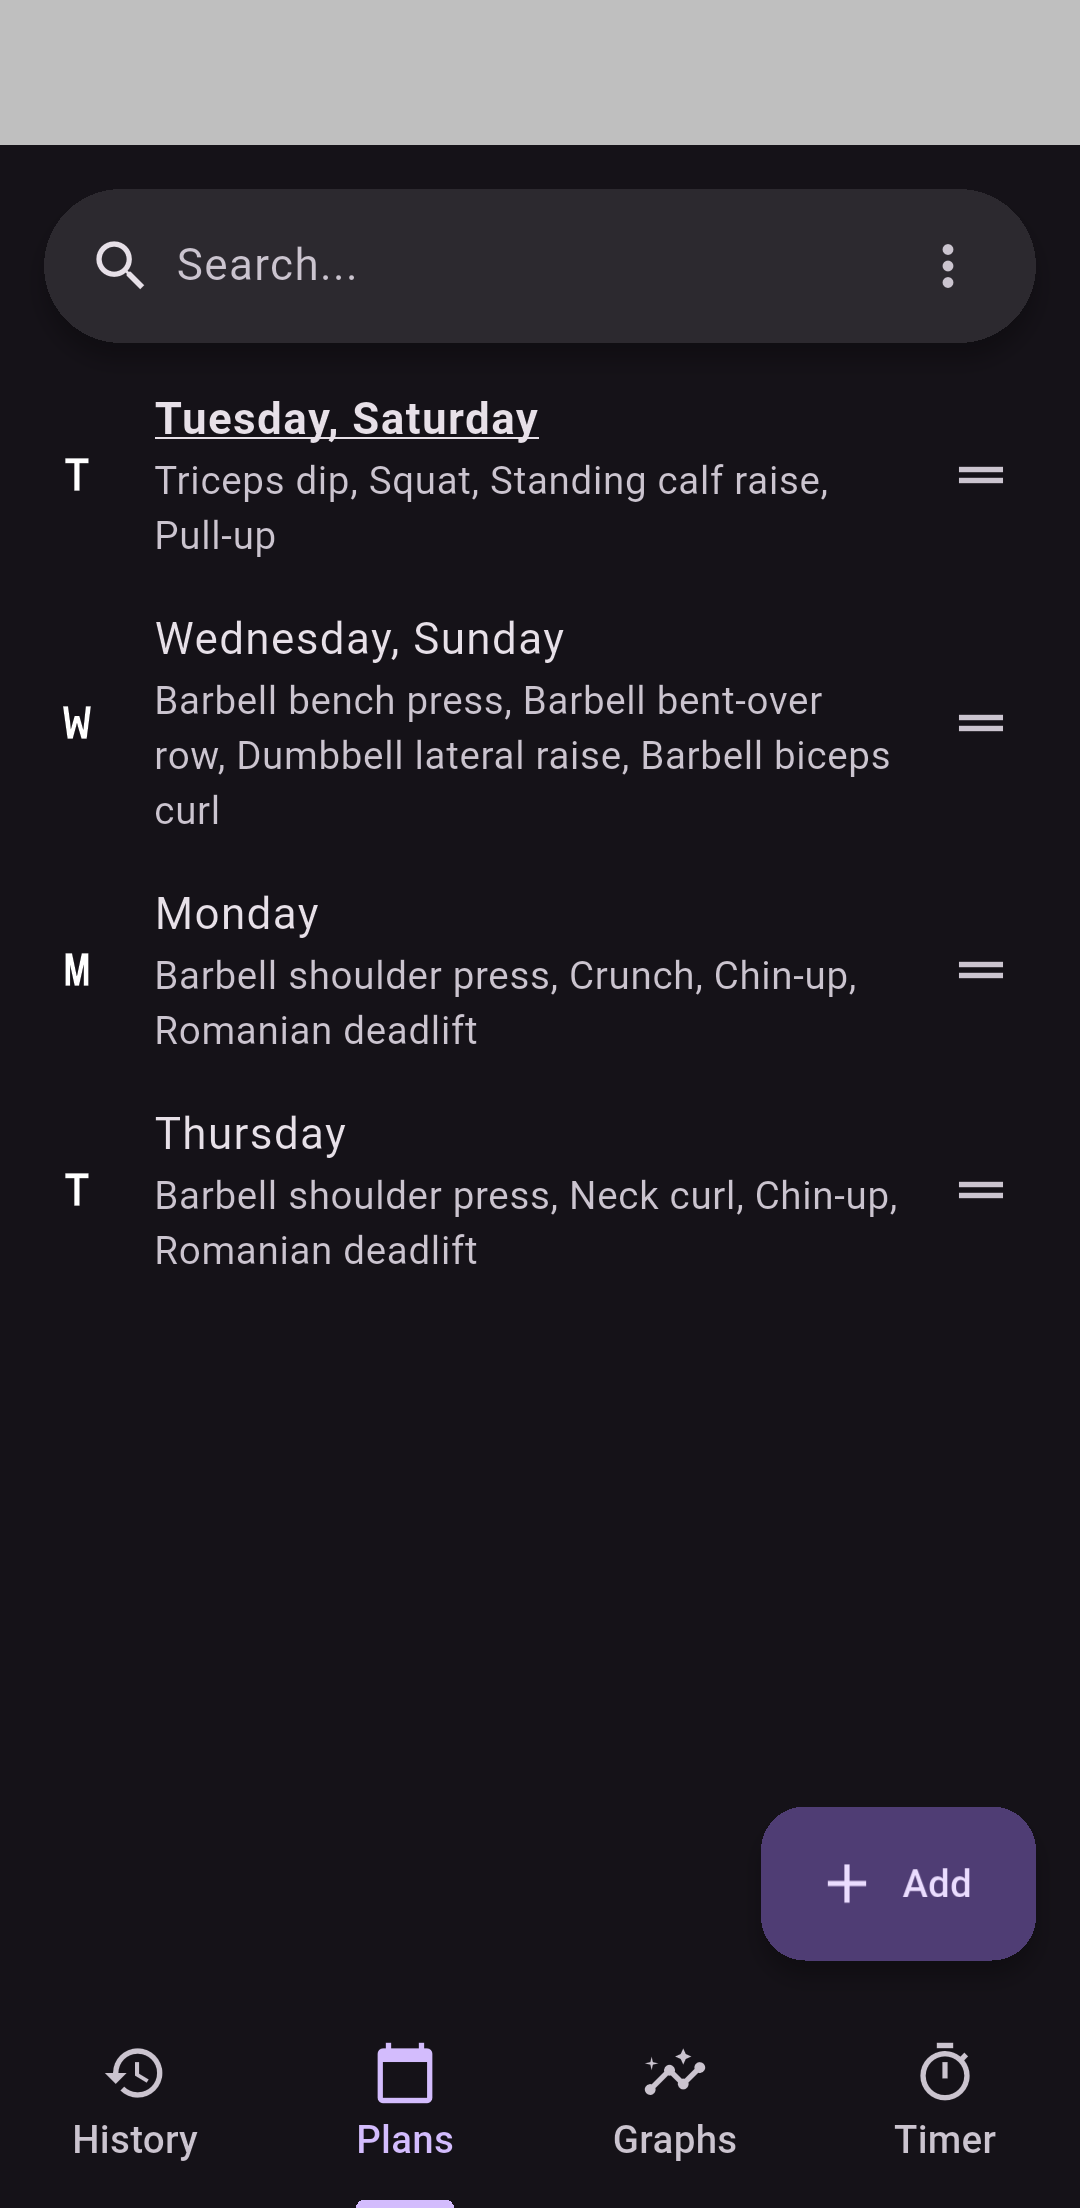 Search...
Tuesday, Saturday
T
Triceps dip, Squat, Standing calf raise,
Pull-up
Wednesday, Sunday
W
Barbell bench press, Barbell bent-over
row, Dumbbell lateral raise, Barbell biceps
curl
Monday
M
Barbell shoulder press, Crunch, Chin-up,
Romanian deadlift
Thursday
T
Barbell shoulder press, Neck curl, Chin-up,
Romanian deadlift
Add
History
Plans
Graphs
Timer